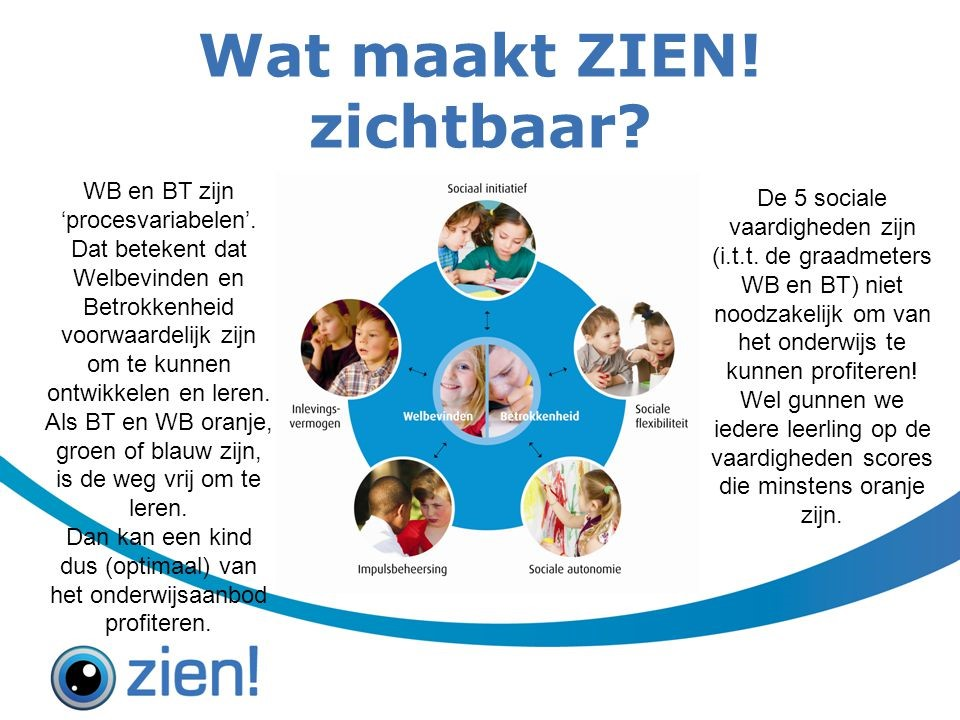 Wat maakt ZIEN!
zichtbaar?
WB en BT zijn
‘procesvariabelen’.
Dat betekent dat
Welbevinden en
Betrokkenheid
voorwaardelijk zijn
om te kunnen
ontwikkelen en leren.
Als BT en WB oranje,
groen of blauw zijn,
is de weg vrij om te
leren.
Dan kan een kind
dus (optimaal) van
het onderwijsaanbod
profiteren.
Sociaal initiatief
Inlevings-
vermogen
Welbevinden
Betrokkenheid
Sociale
flexibiliteit
Impulsbeheersing
Sociale autonomie
De 5 sociale
vaardigheden zijn
(i.t.t. de graadmeters
WB en BT) niet
noodzakelijk om van
het onderwijs te
kunnen profiteren!
Wel gunnen we
iedere leerling op de
vaardigheden scores
die minstens oranje
zijn.
zien!